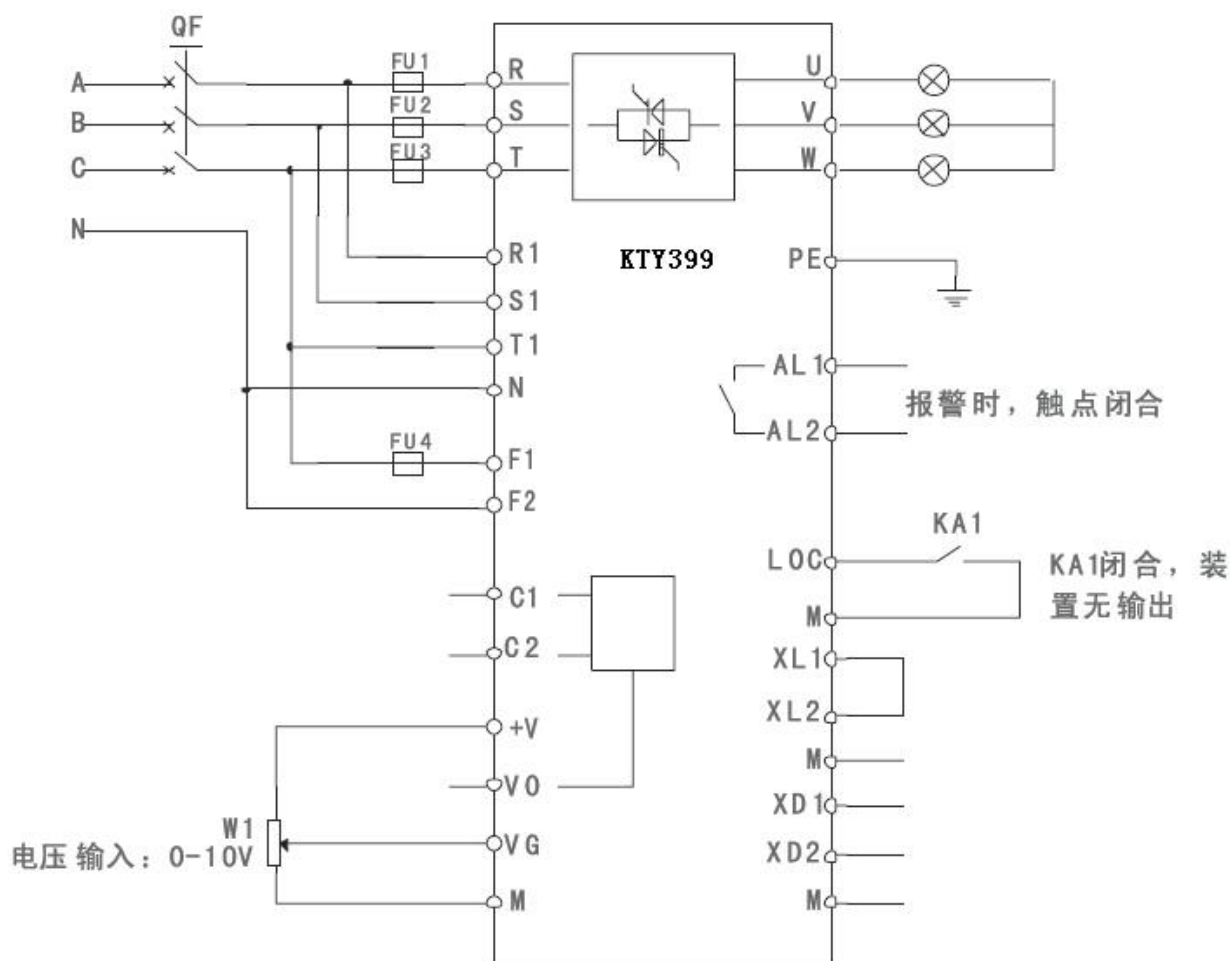 QF
A
B
C
N
FU1
FU2
FU3
FU4
R
S
T
R1
S1
T1
N
F1
F2
C1
C2
+V
V0
VG
M
W1
电压输入：0-10V
KTY399
U
V
W
PE
AL1
AL2
报警时，触点闭合
KA1
LOC
M
KA1闭合，装
置无输出
XL1
XL2
M
XD1
XD2
M